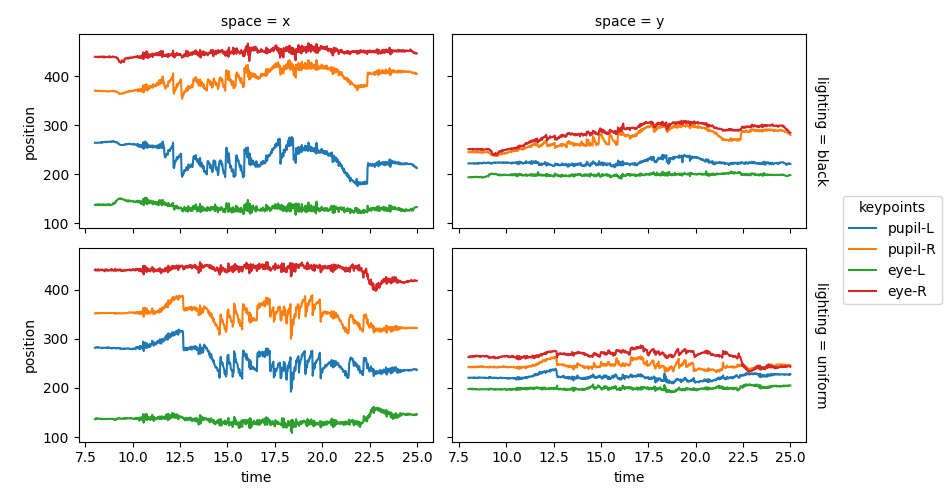 space = x
space = y
400
300
200
100
position
lighting = black
keypoints
pupil-L
pupil-R
eye-L
eye-R
400
300
200
100
position
lighting = uniform
7.5 10.0 12.5 15.0 17.5 20.0 22.5 25.0
7.5 10.0 12.5 15.0 17.5 20.0 22.5 25.0
time
time